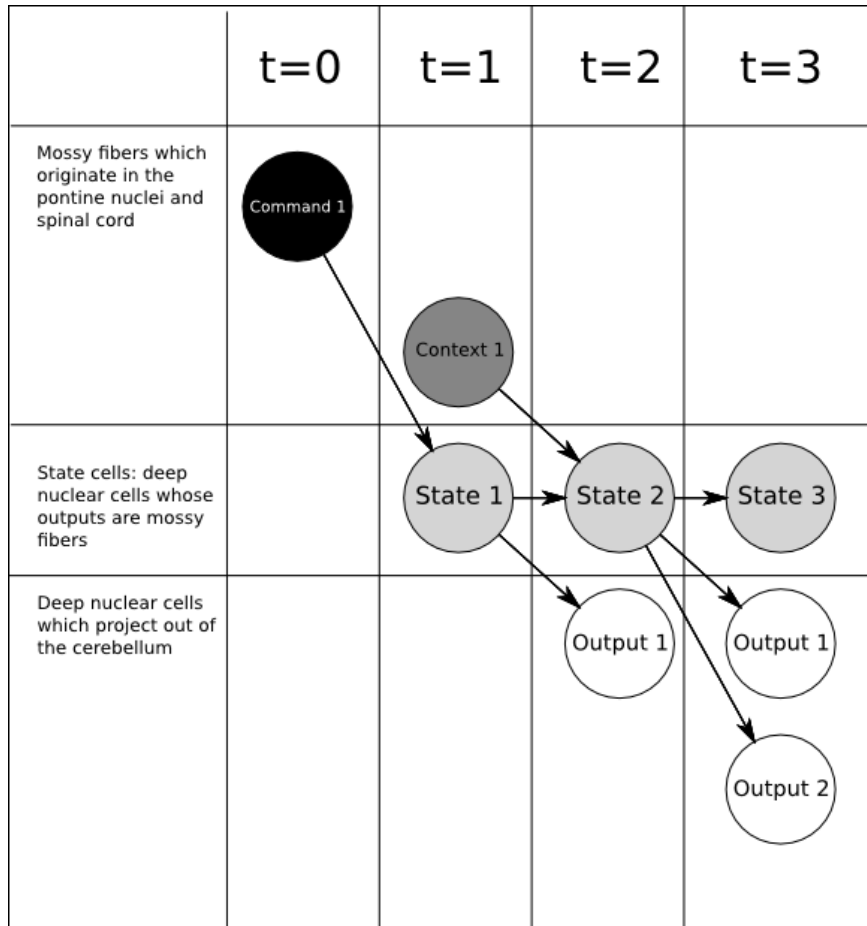 t=0 t=1 t=2 t=3
Mossy fibers which
originate in the
pontine nuclei and
spinal cord
Command 1
Context 1
State cells: deep
nuclear cells whose
outputs are mossy
fibers
State 1 State 2 State 3
Deep nuclear cells
which project out of
the cerebellum
Output 1 Output 1
Output 2